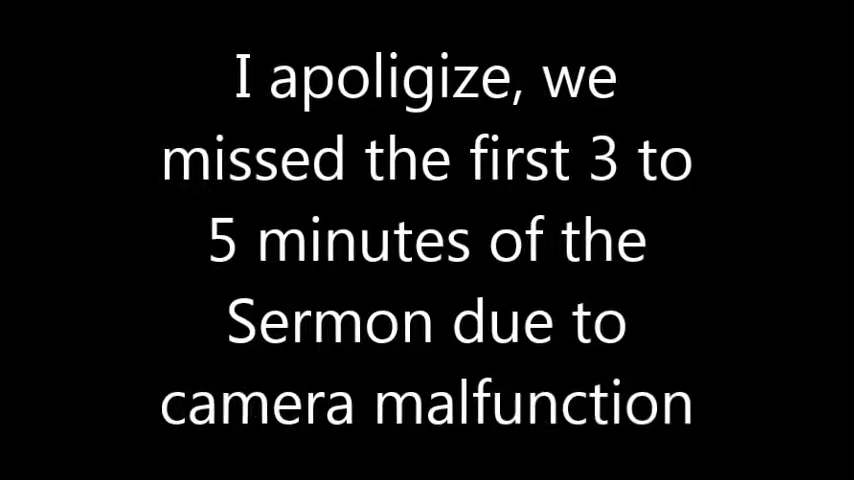 I apoligize, we
missed the first 3 to
5 minutes of the
Sermon due to
camera malfunction